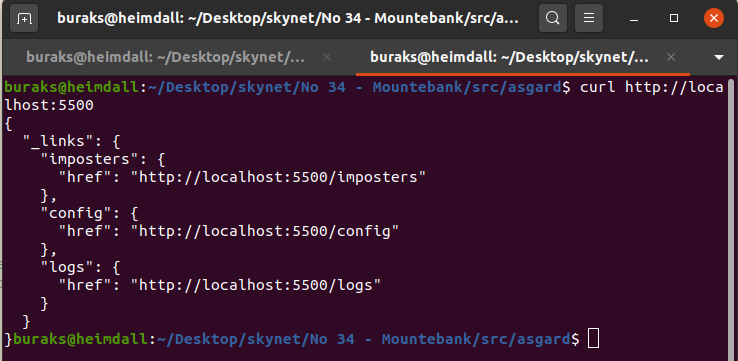 buraks@heimdall: ~/Desktop/skynet/No 34 - Mountebank/src/a...
buraks@heimdall: ~/Desktop/skynet/...
buraks@heimdall: ~/Desktop/skynet/...
buraks@heimdall:~/Desktop/skynet/No 34 - Mountebank/src/asgard$ curl http://loca
lhost:5500
{
  "_links": {
    "imposters": {
      "href": "http://localhost:5500/imposters"
    },
    "config": {
      "href": "http://localhost:5500/config"
    },
    "logs": {
      "href": "http://localhost:5500/logs"
    }
  }
}buraks@heimdall:~/Desktop/skynet/No 34 - Mountebank/src/asgard$